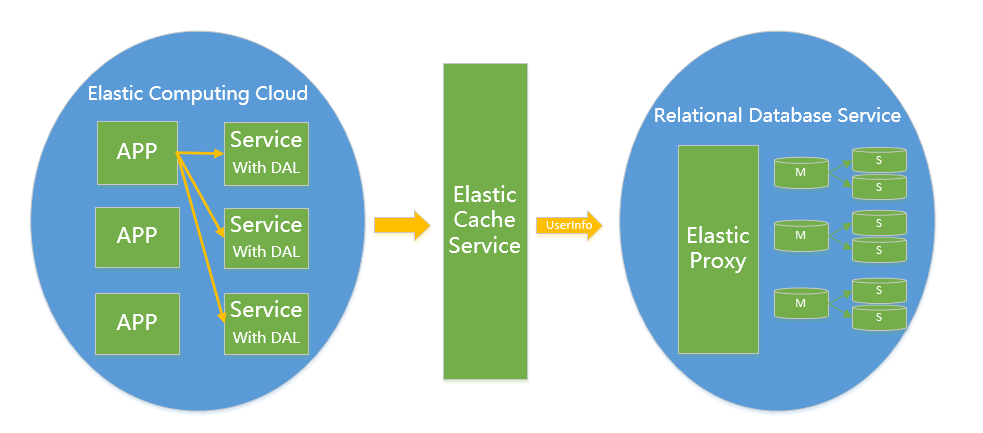 Elastic Computing Cloud
APP
Service
With DAL
APP
Service
With DAL
APP
Service
With DAL
Elastic
Cache
Service
UserInfo
Relational Database Service
Elastic
Proxy
M
S
S
M
S
S
M
S
S